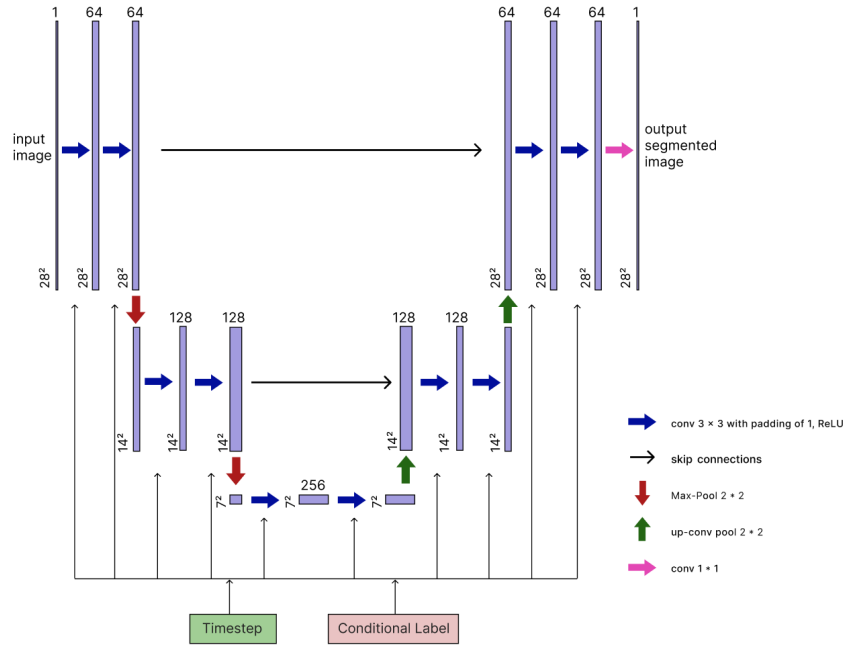 1
64
64
64
64
64
1
input
image
output
segmented
image
28²
28²
28²
28²
28²
28²
28²
128
128
128
128
14²
14²
14²
14²
14²
14²
256
7²
7²
7²
conv 3 × 3 with padding of 1, ReLU
skip connections
Max-Pool 2 * 2
up-conv pool 2 * 2
conv 1 * 1
Timestep
Conditional Label